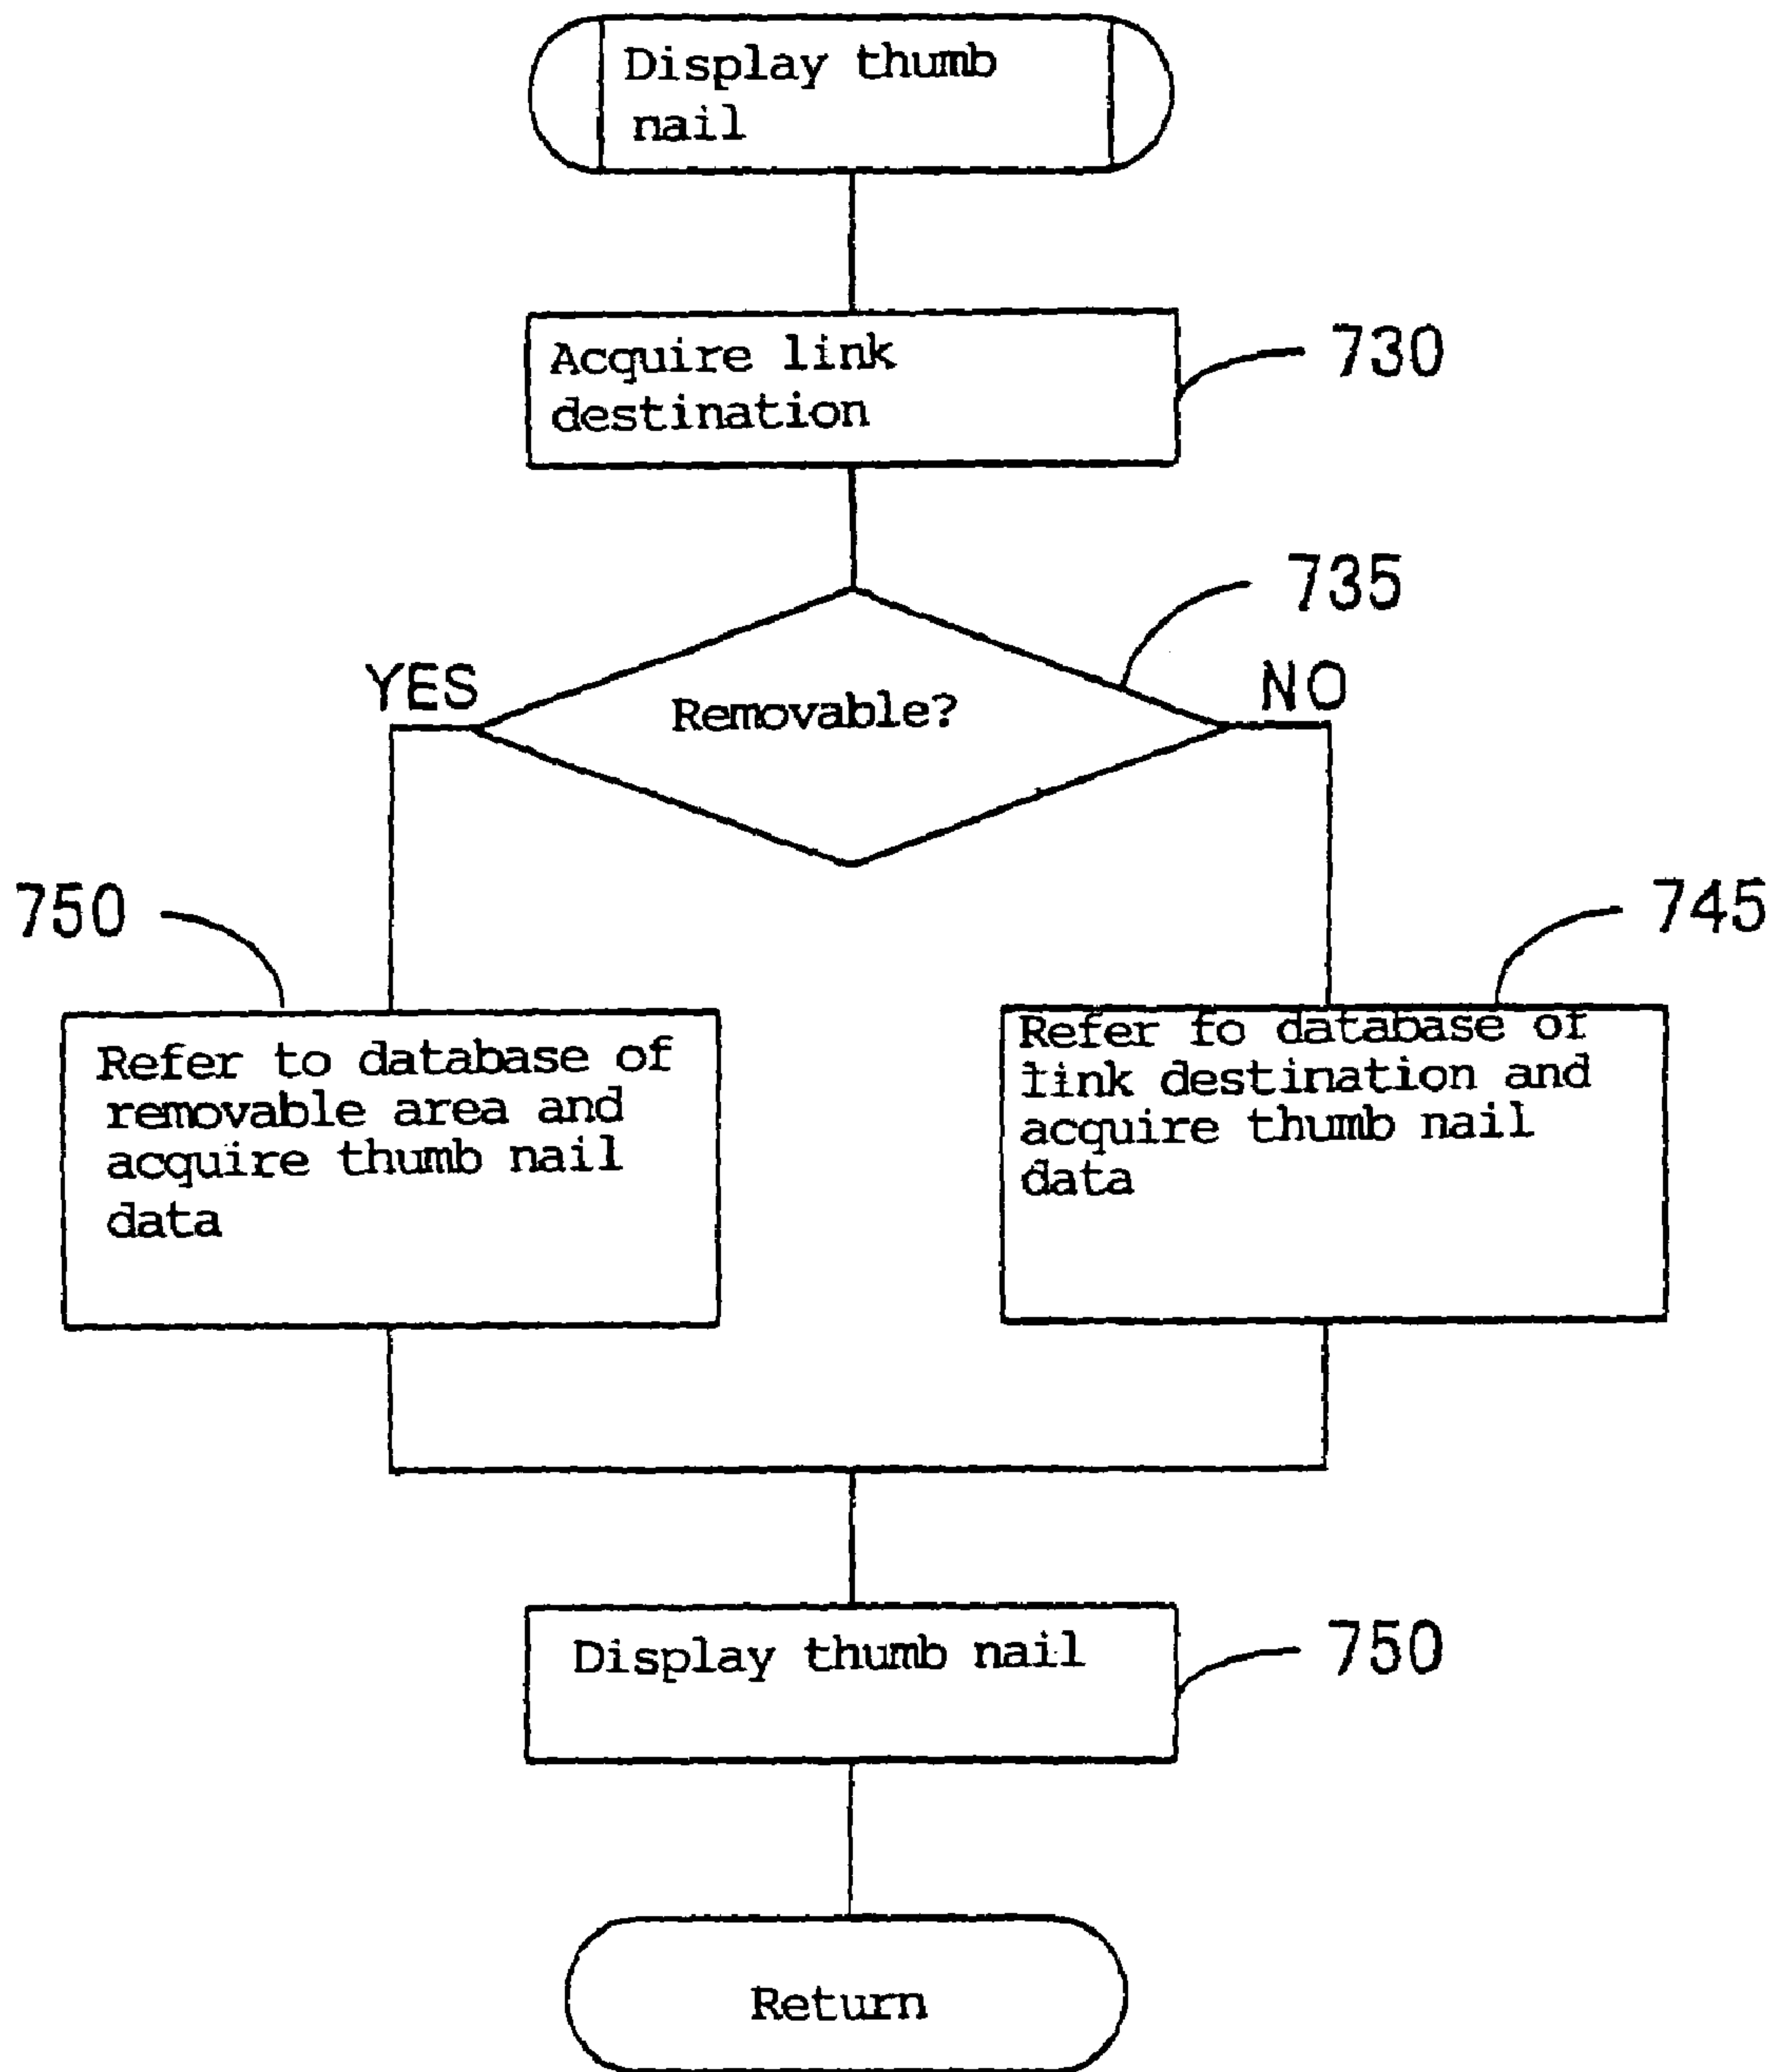 Display thumb
nail
Acquire link
destination
730
735
YES
Removable?
NO
750
745
Refer to database of
removable area and
acquire thumb nail
data
Refer fo database of
link destination and
acquire thumb nail
data
Display thumb nail
750
Return